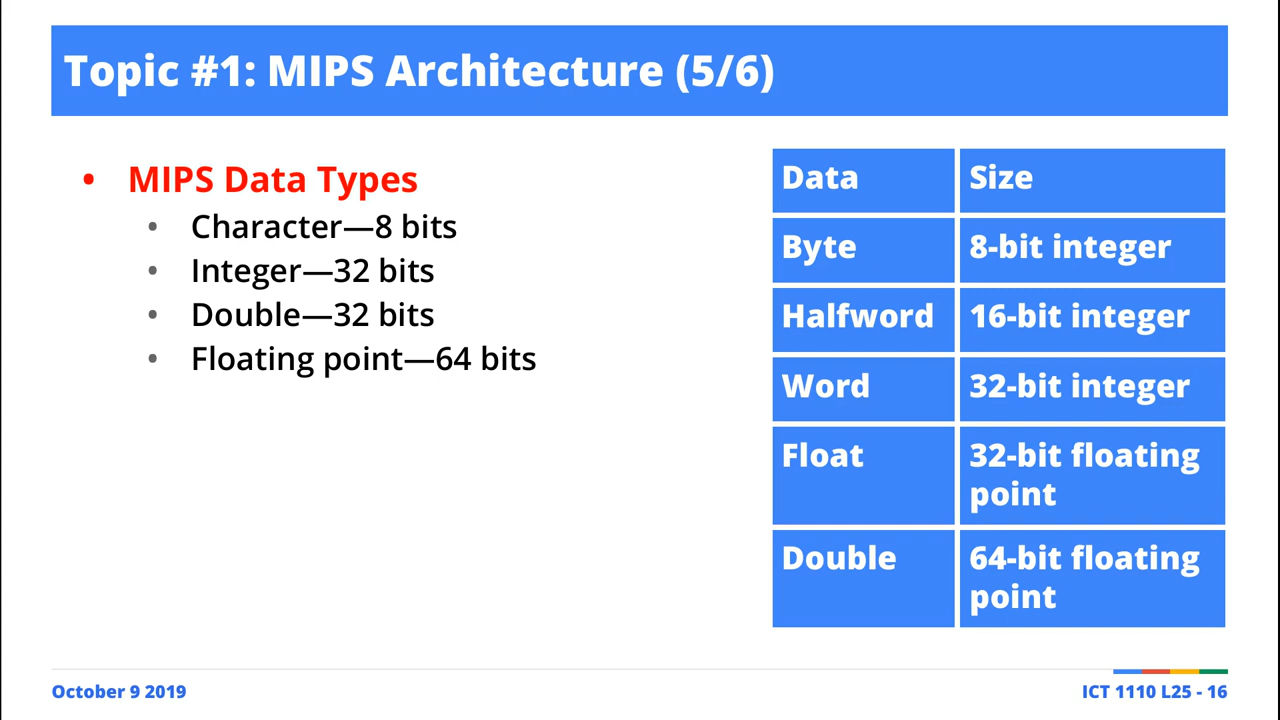 Topic #1: MIPS Architecture (5/6)
• MIPS Data Types
• Character—8 bits
• Integer—32 bits
• Double—32 bits
• Floating point—64 bits
Data Size
Byte 8-bit integer
Halfword 16-bit integer
Word 32-bit integer
Float 32-bit floating
point
Double 64-bit floating
point
October 9 2019
ICT 1110 L25 - 16